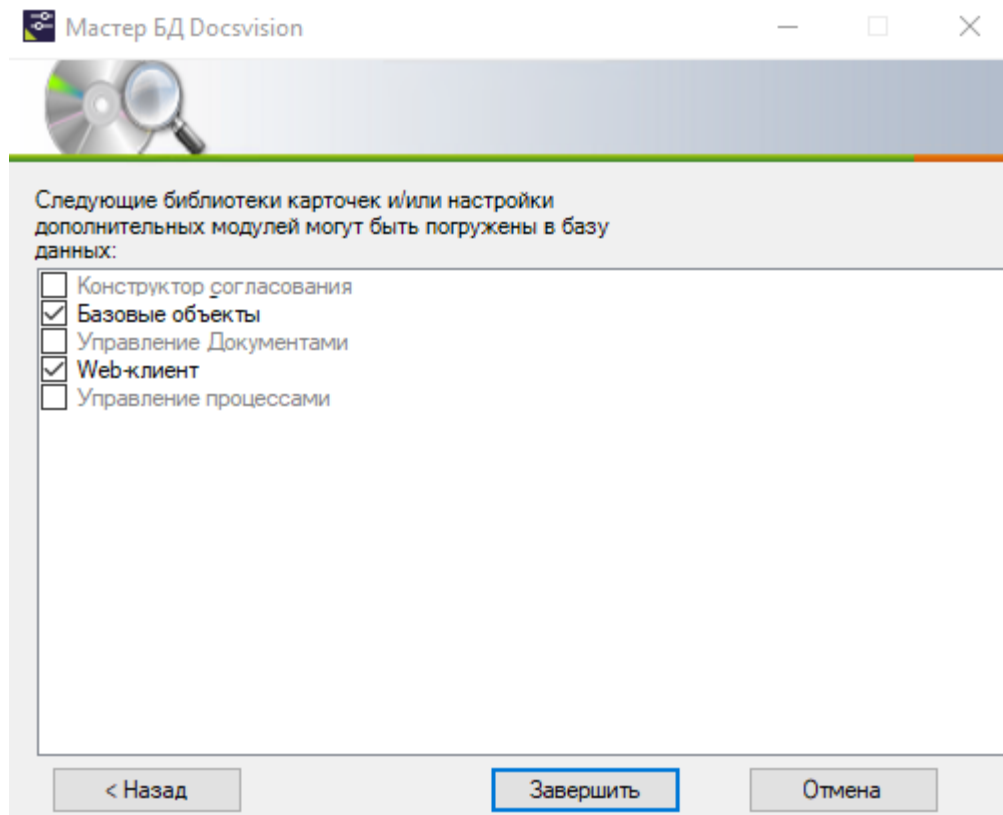 Мастер БД Docsvision
Следующие библиотеки карточек и/или настройки
дополнительных модулей могут быть погружены в базу
данных:
Конструктор согласования
Базовые объекты
Управление Документами
Web-клиент
Управление процессами
< Назад
Завершить
Отмена